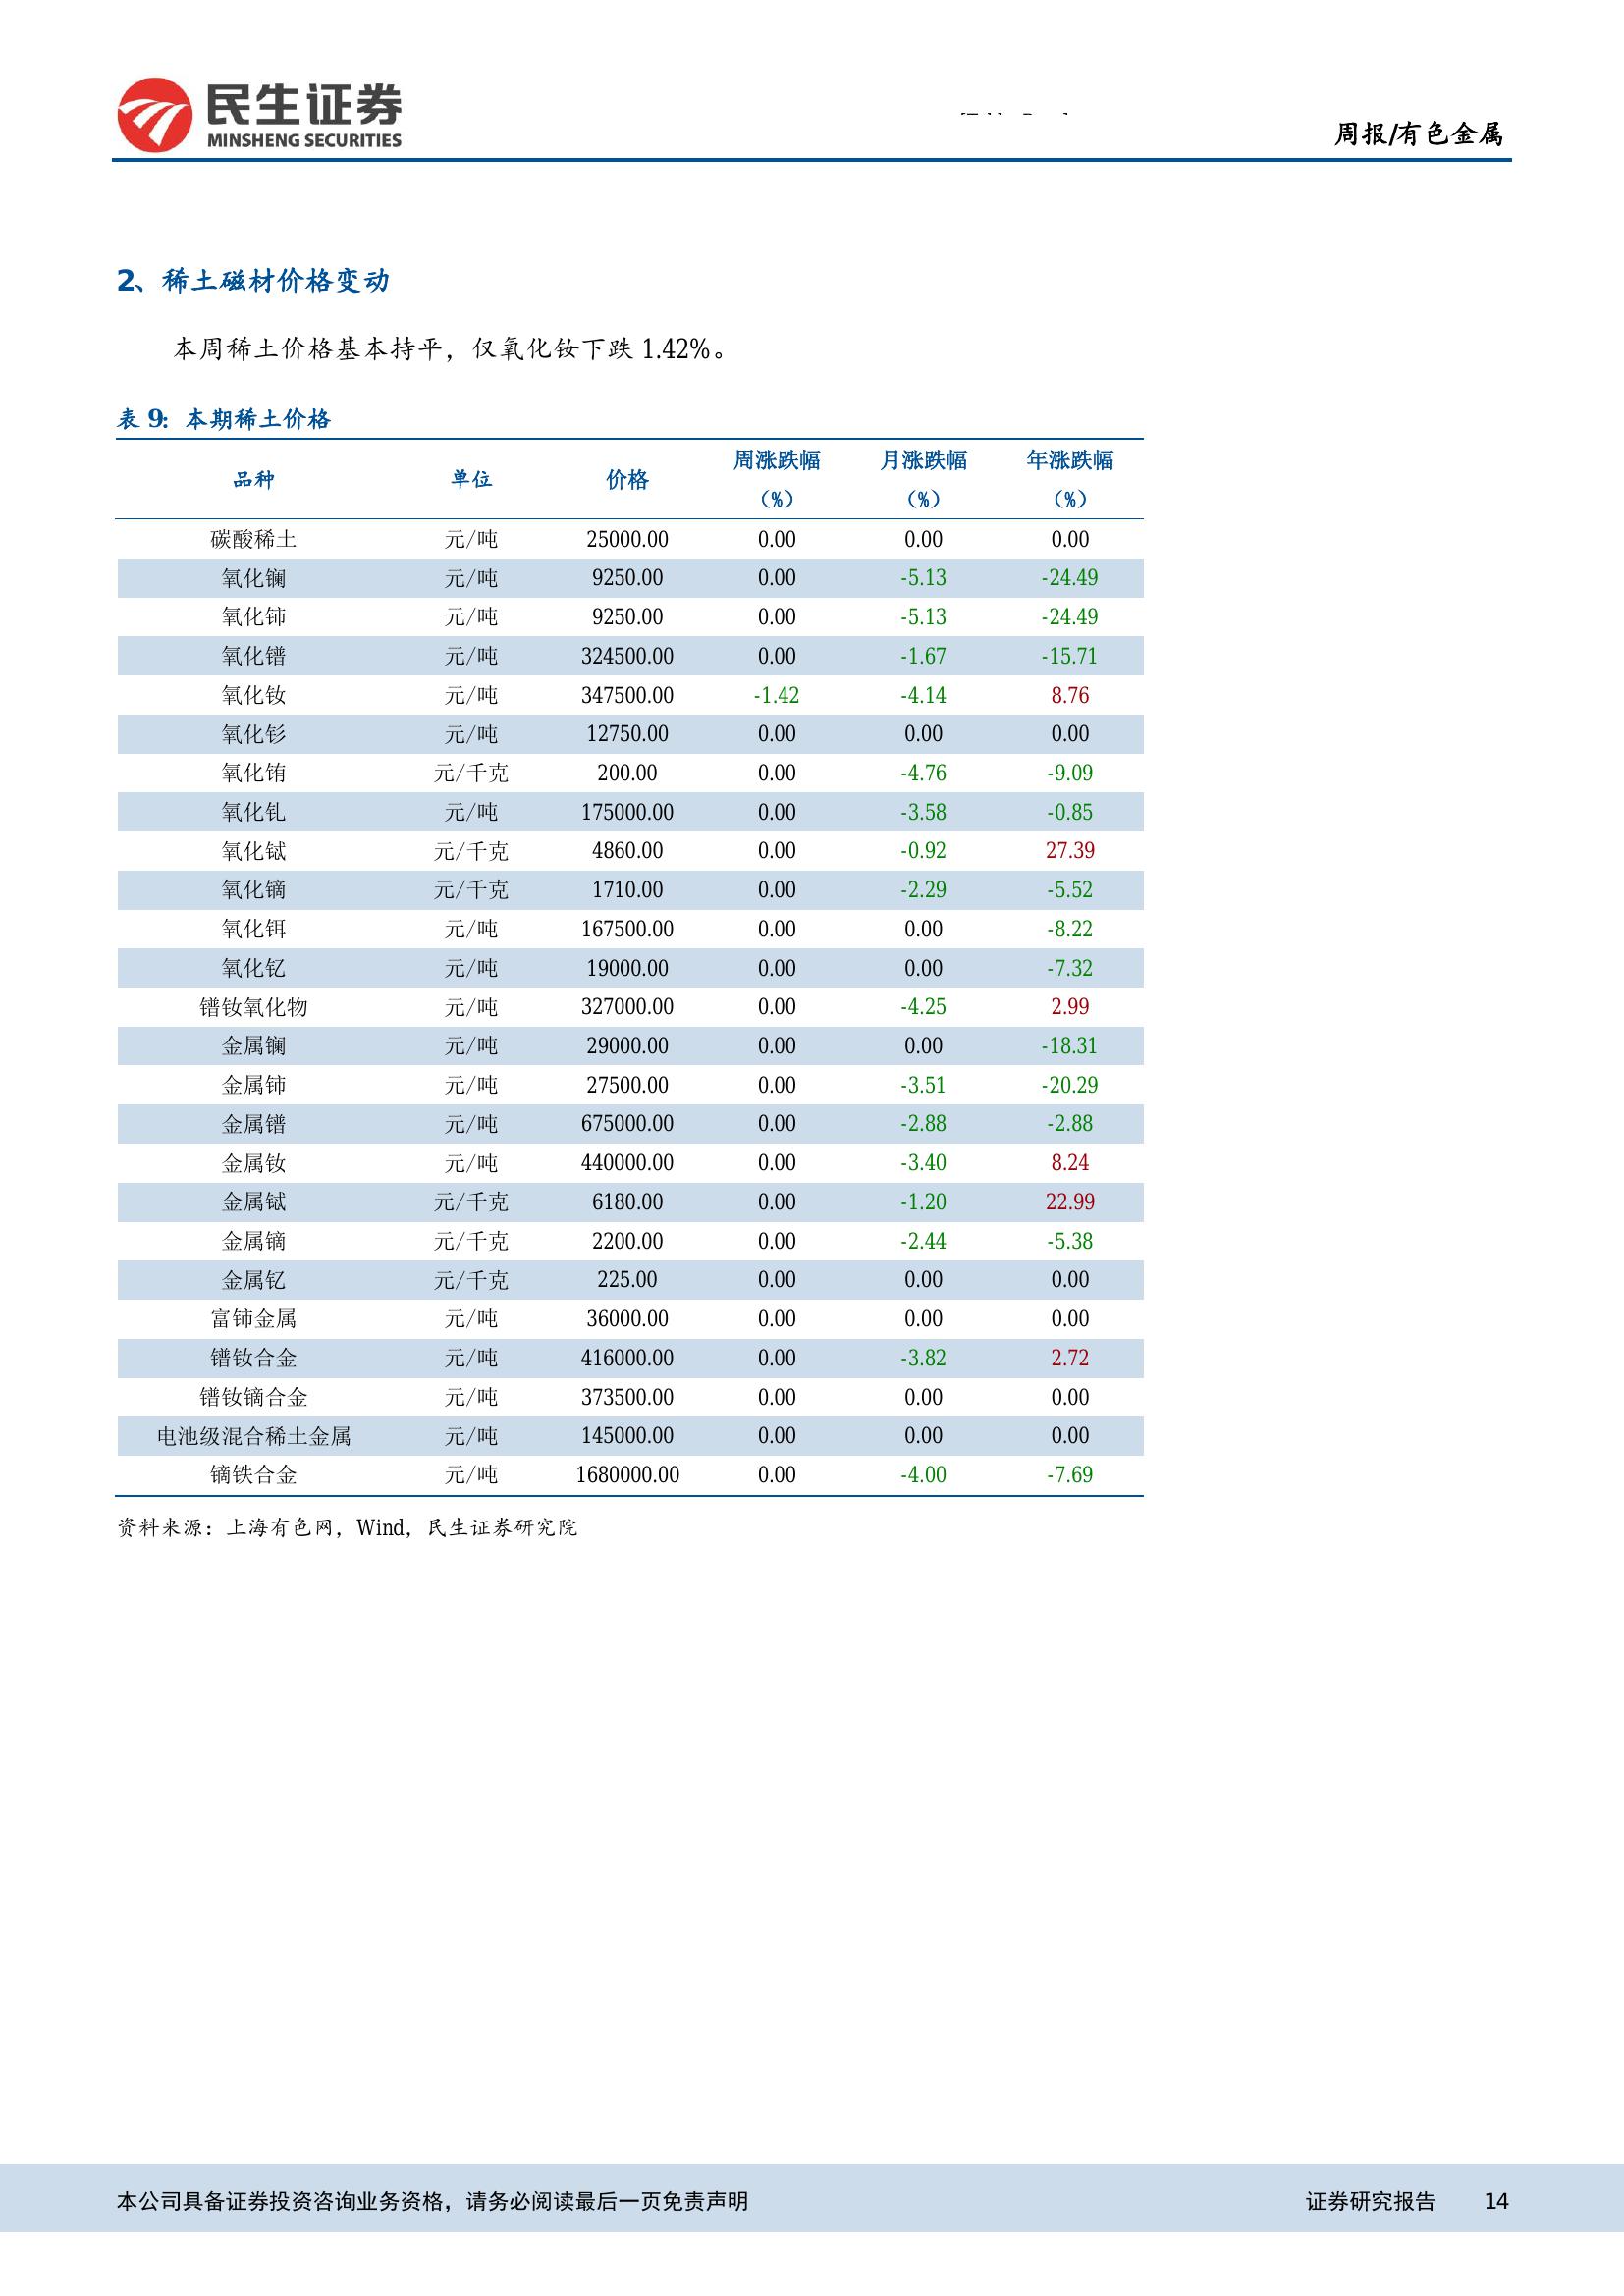 民生证券
MINSHENG SECURITIES
周报/有色金属
2、稀土磁材价格变动
本周稀土价格基本持平，仅氧化钕下跌 1.42%。
表 9：本期稀土价格
品种 单位 价格 周涨跌幅（%） 月涨跌幅（%） 年涨跌幅（%）
碳酸稀土 元/吨 25000.00 0.00 0.00 0.00
氧化镧 元/吨 9250.00 0.00 -5.13 -24.49
氧化铈 元/吨 9250.00 0.00 -5.13 -24.49
氧化镨 元/吨 324500.00 0.00 -1.67 -15.71
氧化钕 元/吨 347500.00 -1.42 -4.14 8.76
氧化钐 元/吨 12750.00 0.00 0.00 0.00
氧化铕 元/千克 200.00 0.00 -4.76 -9.09
氧化钆 元/吨 175000.00 0.00 -3.58 -0.85
氧化铽 元/千克 4860.00 0.00 -0.92 27.39
氧化镝 元/千克 1710.00 0.00 -2.29 -5.52
氧化铒 元/吨 167500.00 0.00 0.00 -8.22
氧化钇 元/吨 19000.00 0.00 0.00 -7.32
镨钕氧化物 元/吨 327000.00 0.00 -4.25 2.99
金属镧 元/吨 29000.00 0.00 0.00 -18.31
金属铈 元/吨 27500.00 0.00 -3.51 -20.29
金属镨 元/吨 675000.00 0.00 -2.88 -2.88
金属钕 元/吨 440000.00 0.00 -3.40 8.24
金属铽 元/千克 6180.00 0.00 -1.20 22.99
金属镝 元/千克 2200.00 0.00 -2.44 -5.38
金属钇 元/千克 225.00 0.00 0.00 0.00
富铈金属 元/吨 36000.00 0.00 0.00 0.00
镨钕合金 元/吨 416000.00 0.00 -3.82 2.72
镨钕镝合金 元/吨 373500.00 0.00 0.00 0.00
电池级混合稀土金属 元/吨 145000.00 0.00 0.00 0.00
镝铁合金 元/吨 1680000.00 0.00 -4.00 -7.69
资料来源：上海有色网，Wind，民生证券研究院
本公司具备证券投资咨询业务资格，请务必阅读最后一页免责声明 证券研究报告 14